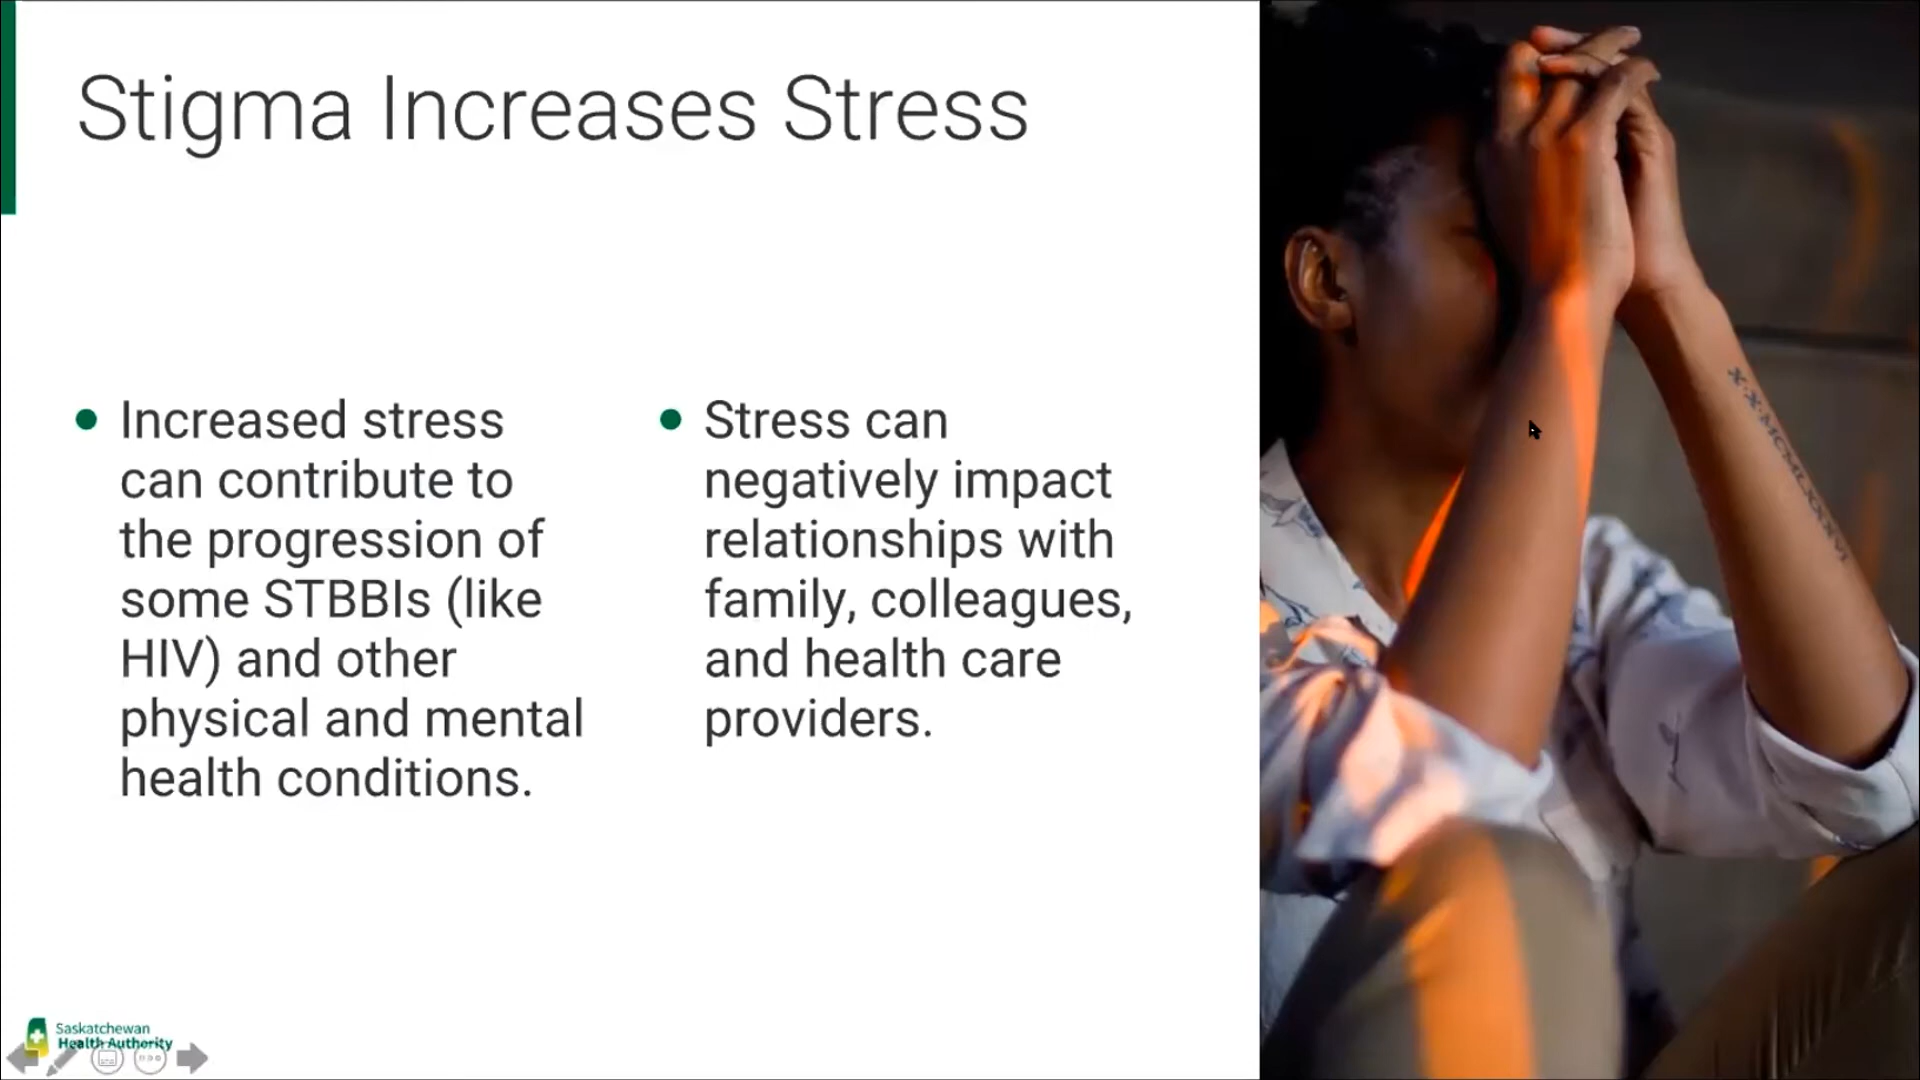 Stigma Increases Stress
Increased stress
can contribute to
the progression of
some STBBIs (like
HIV) and other
physical and mental
health conditions.
Stress can
negatively impact
relationships with
family, colleagues,
and health care
providers.
X·X·MCMLXXXVI
Saskatchewan
Health Authority